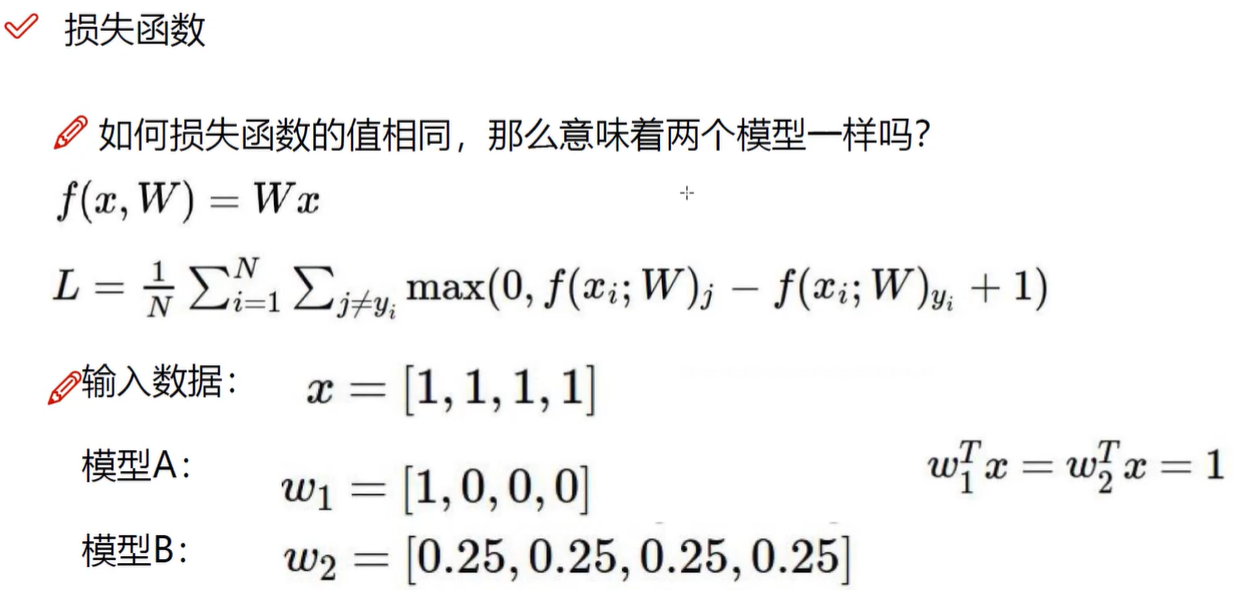 损失函数
如何损失函数的值相同，那么意味着两个模型一样吗？
f(x, W) = Wx
L = \frac{1}{N} \sum_{i=1}^{N} \sum_{j \neq y_i} \max(0, f(x_i; W)_j - f(x_i; W)_{y_i} + 1)
输入数据： x = [1, 1, 1, 1]
模型A： w_1 = [1, 0, 0, 0] w_1^T x = w_2^T x = 1
模型B： w_2 = [0.25, 0.25, 0.25, 0.25]